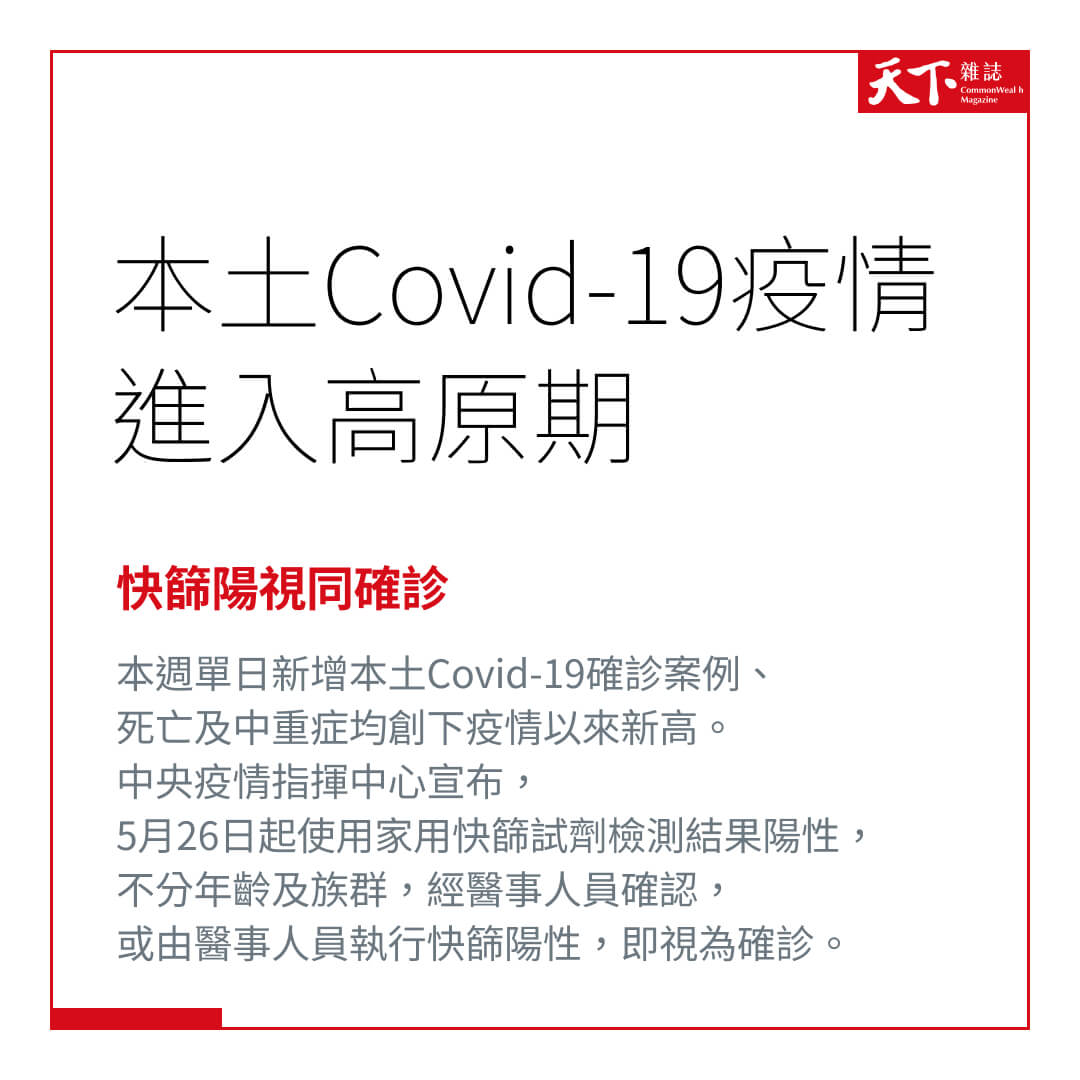 天下雜誌
CommonWeal h
Magazine
本土Covid-19疫情
進入高原期
快篩陽視同確診
本週單日新增本土Covid-19確診案例、
死亡及中重症均創下疫情以來新高。
中央疫情指揮中心宣布，
5月26日起使用家用快篩試劑檢測結果陽性，
不分年齡及族群，經醫事人員確認，
或由醫事人員執行快篩陽性，即視為確診。